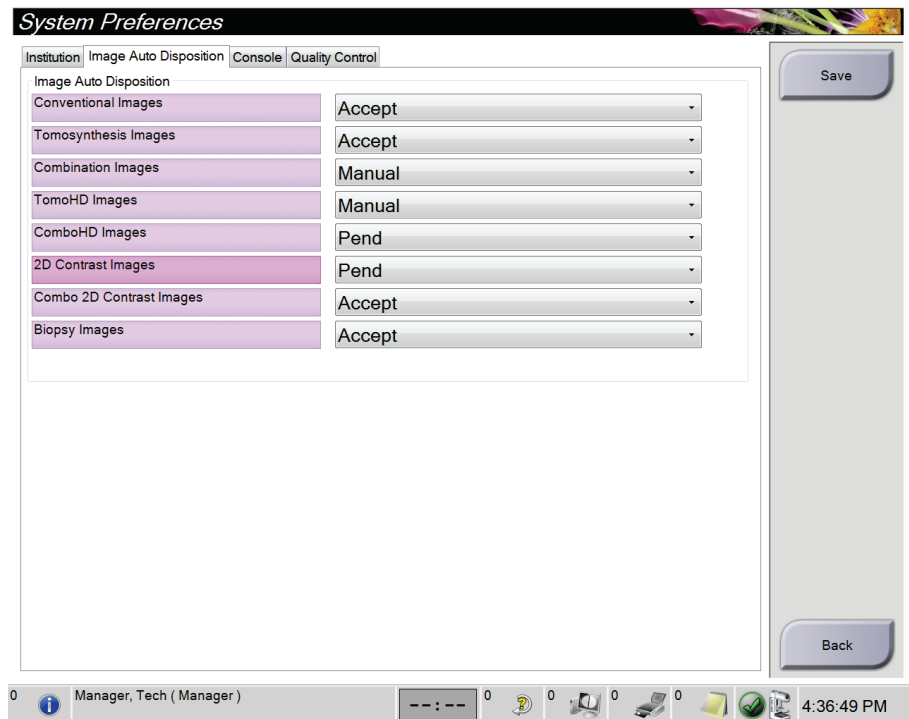 System Preferences
Institution Image Auto Disposition Console Quality Control
Save
Image Auto Disposition
Conventional Images Accept
Tomosynthesis Images Accept
Combination Images Manual
TomoHD Images Manual
ComboHD Images Pend
2D Contrast Images Pend
Combo 2D Contrast Images Accept
Biopsy Images Accept
Back
0 Manager, Tech ( Manager ) --:-- 0 0 0 0 4:36:49 PM